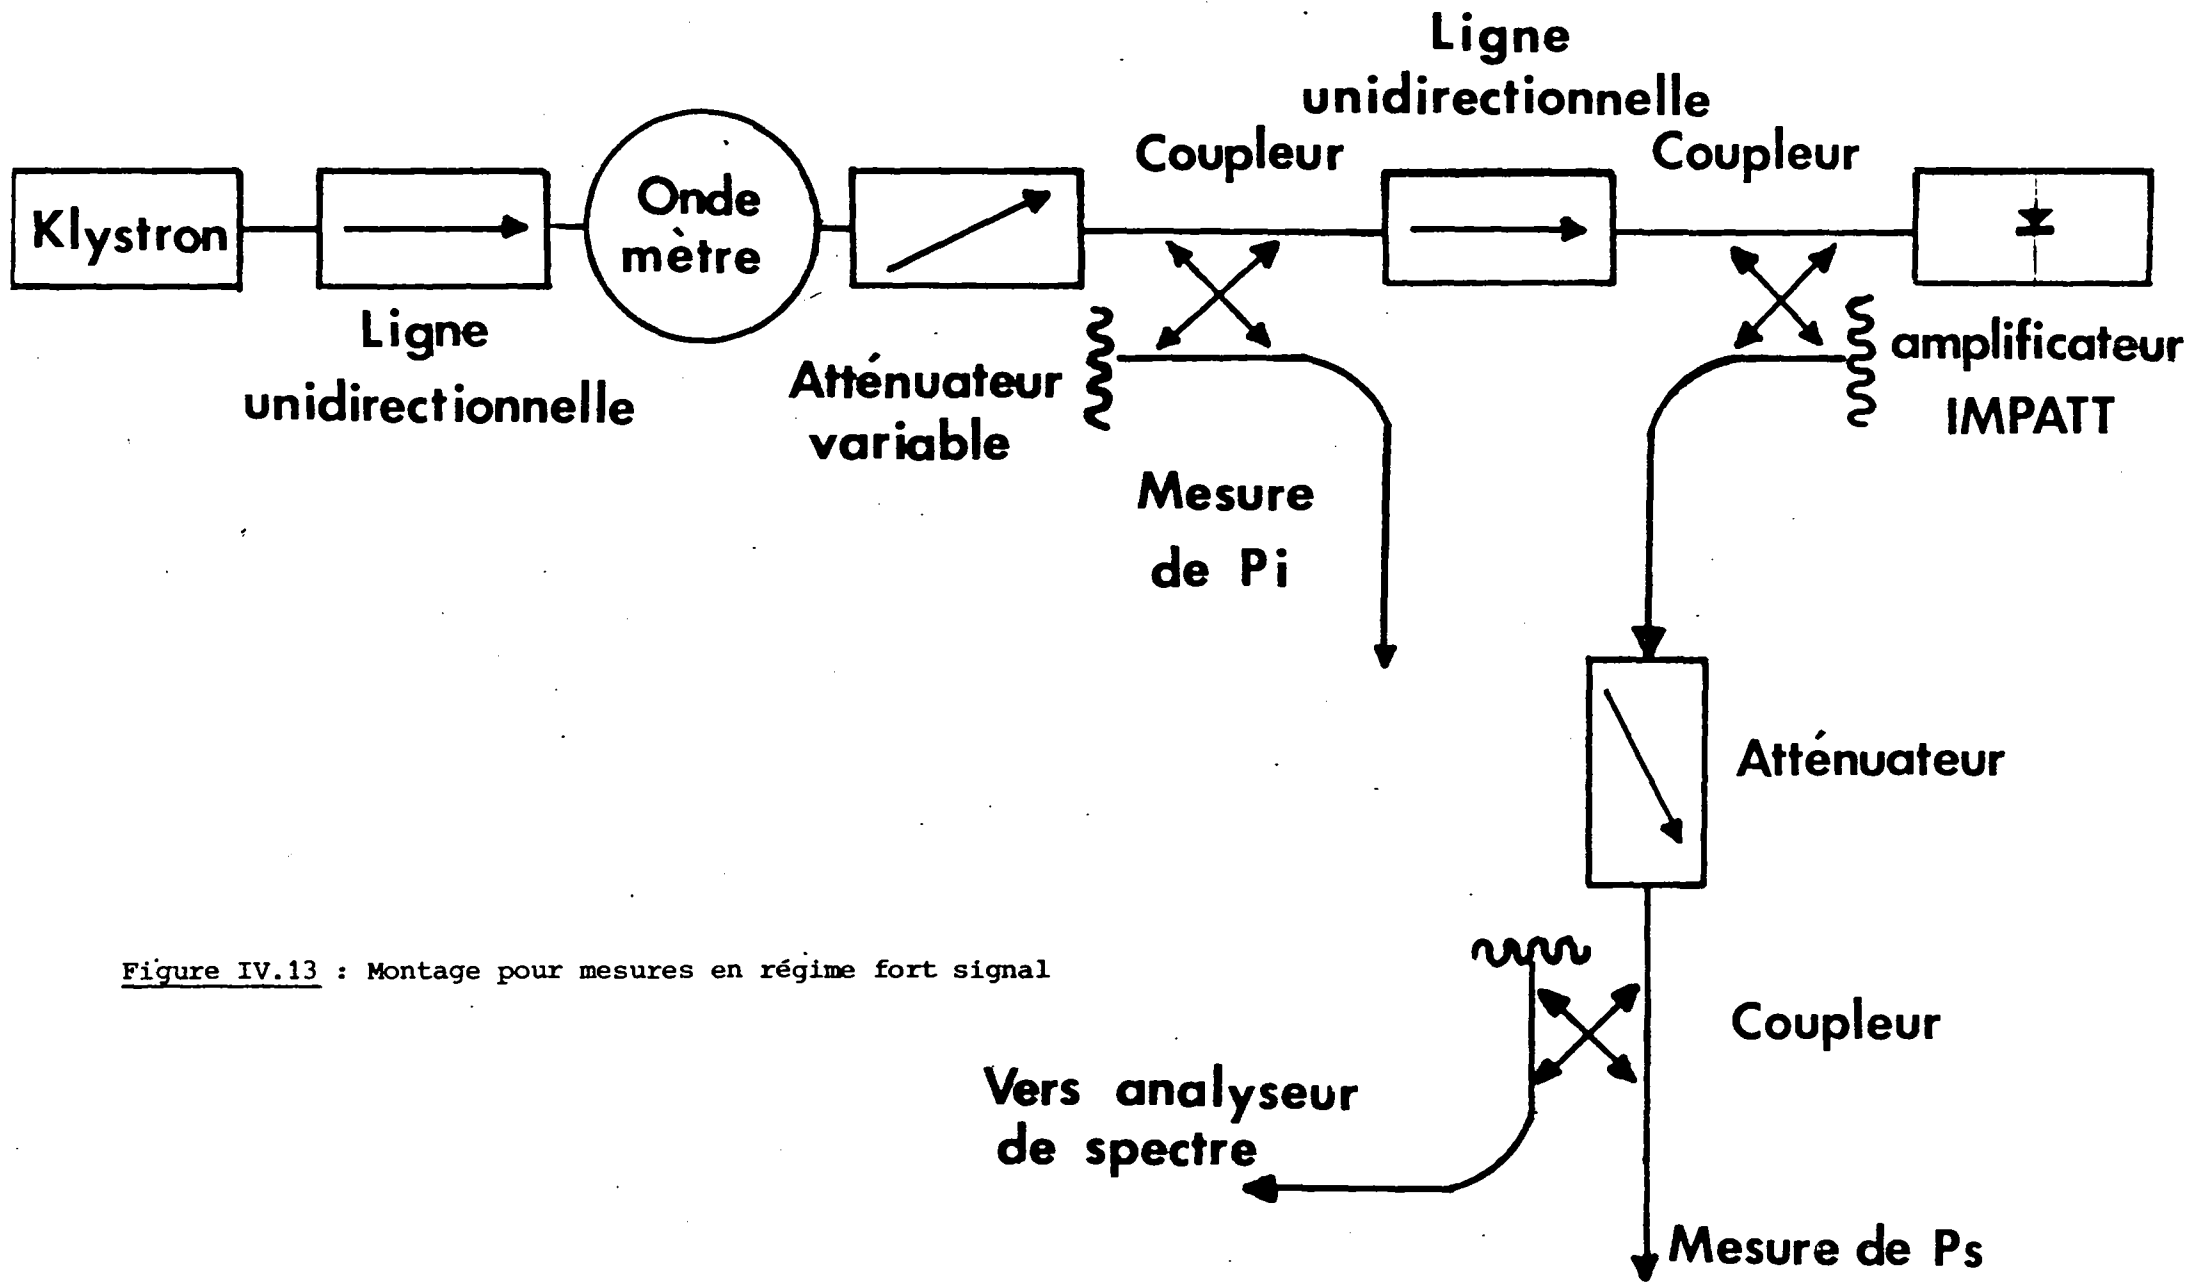 Ligne
unidirectionnelle
Coupleur
Coupleur
Klystron
Onde
mètre
Ligne
unidirectionnelle
Atténuateur
variable
amplificateur
IMPATT
Mesure
de Pi
Atténuateur
Figure IV.13 : Montage pour mesures en régime fort signal
Coupleur
Vers analyseur
de spectre
Mesure de Ps